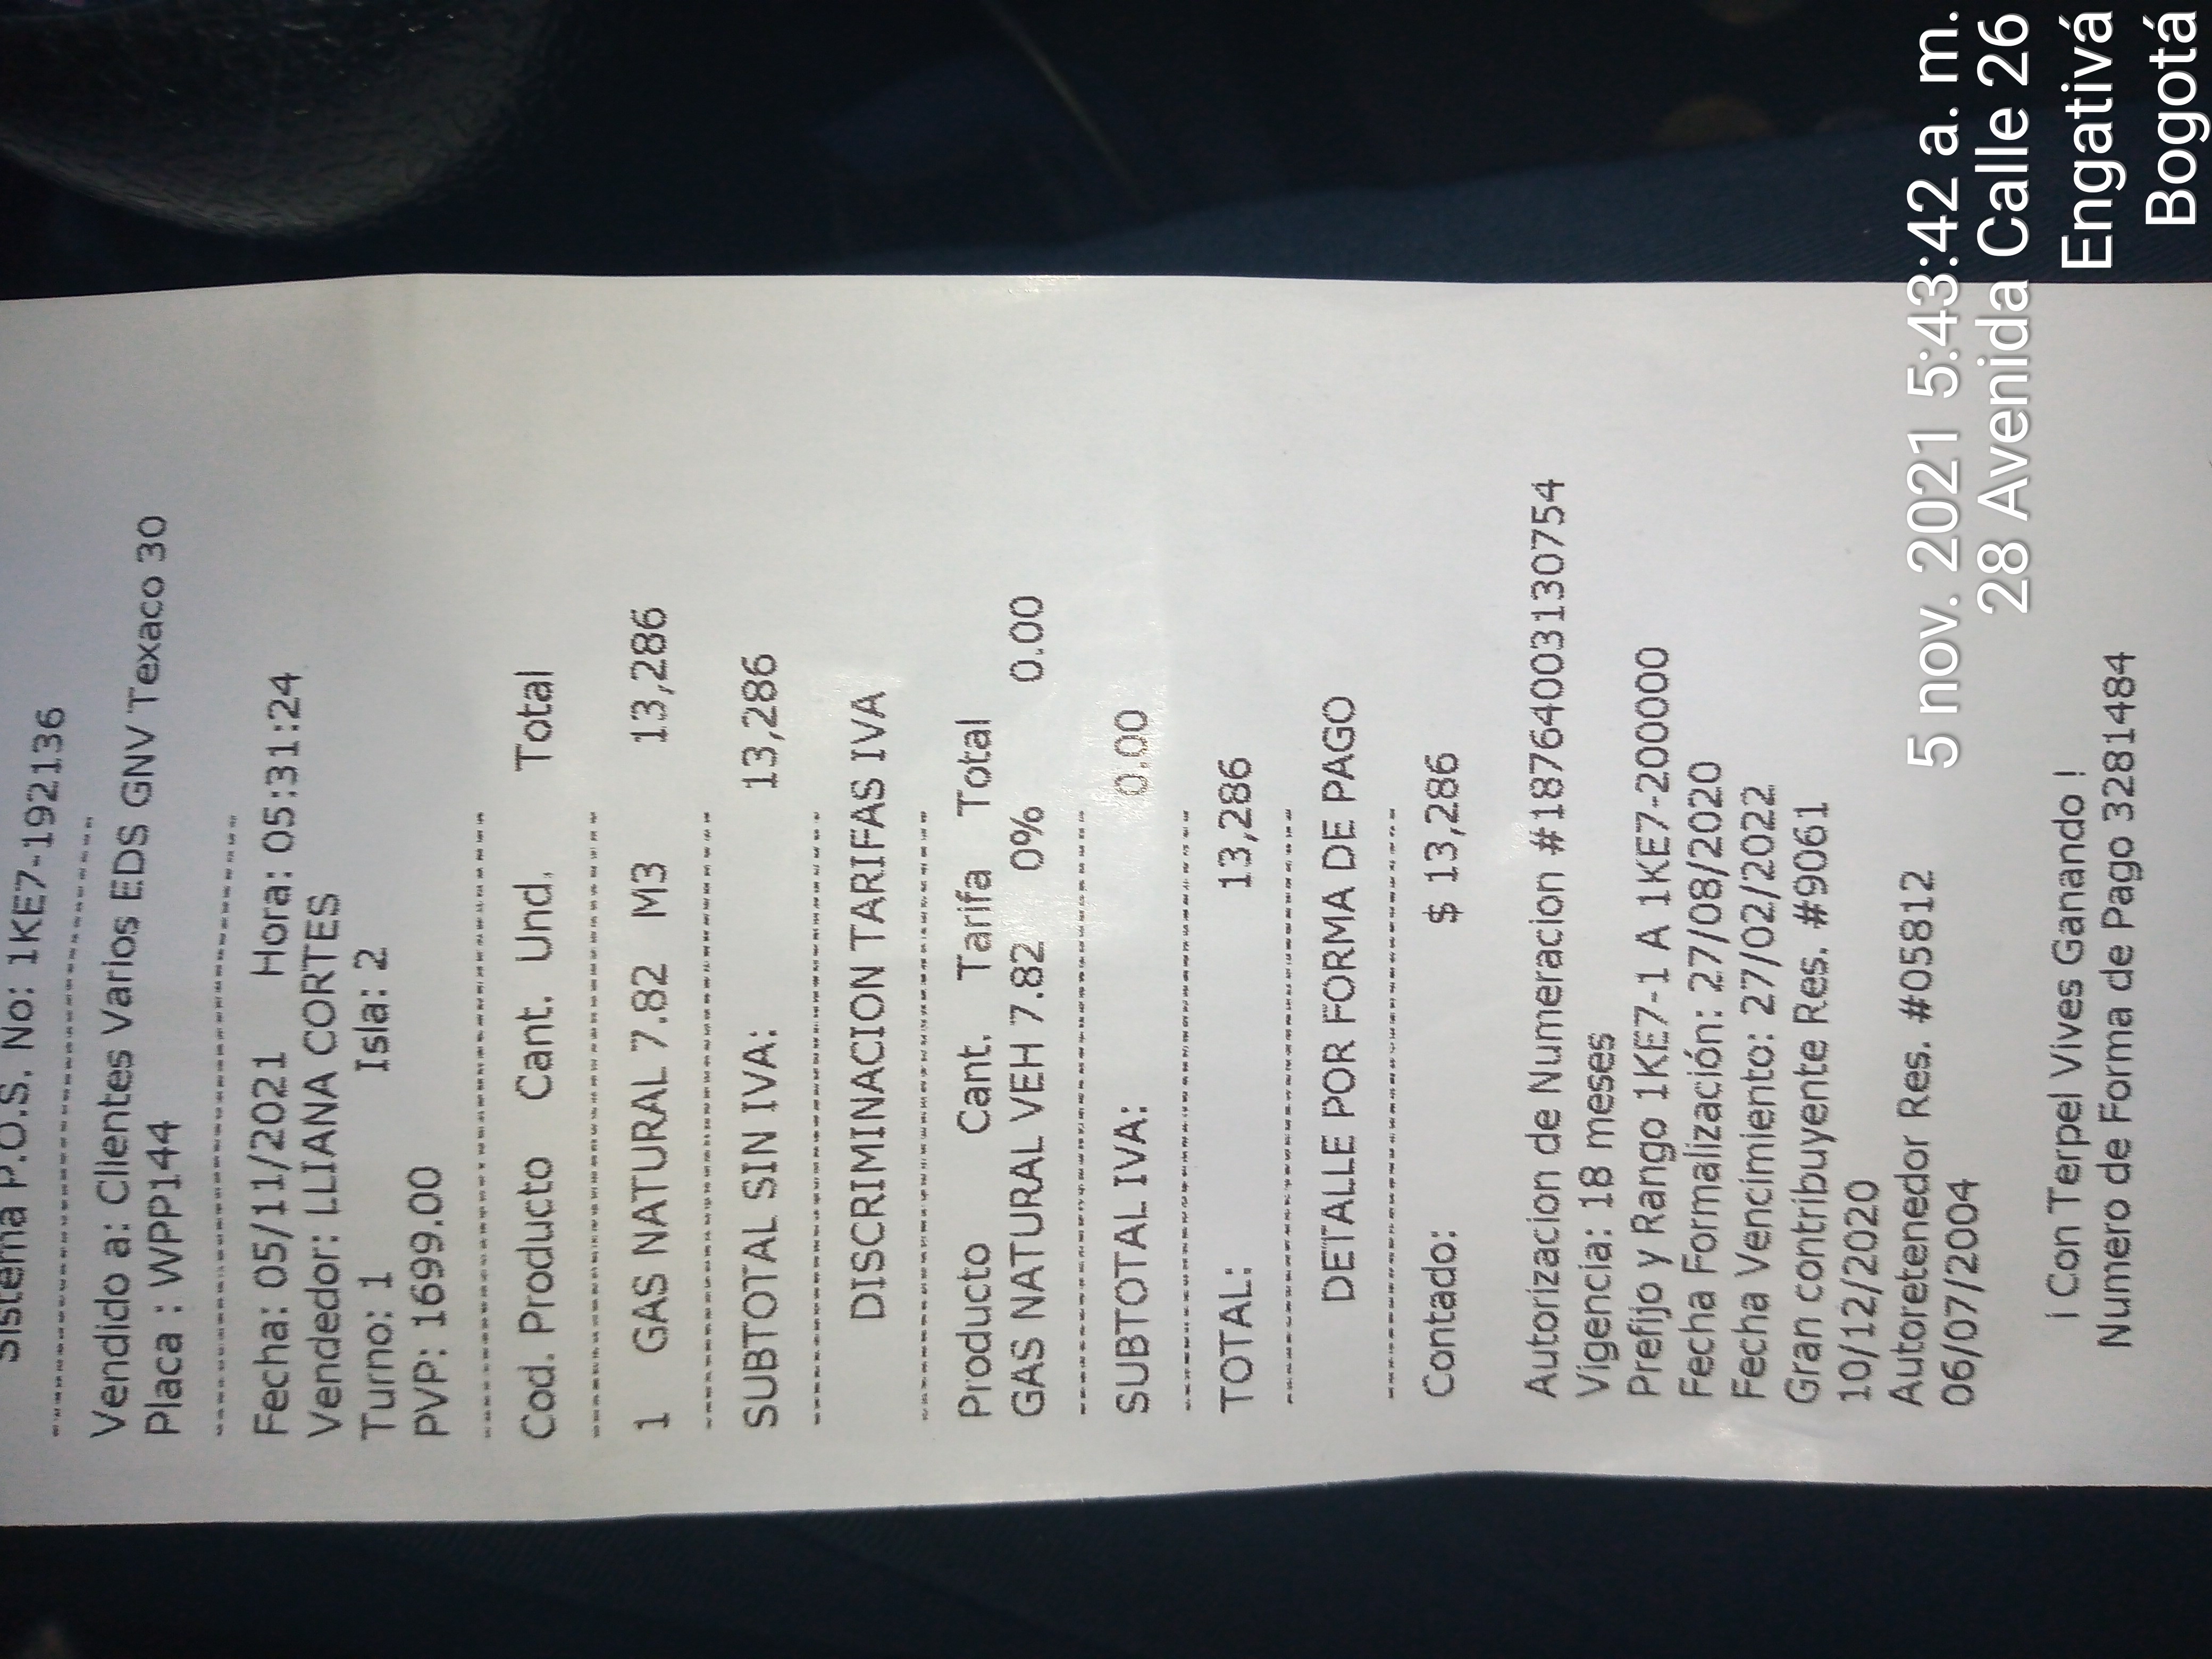 Sistema P.O.S. No: 1KE7-192136
Vendido a: Clientes Varios EDS GNV Texaco 30
Placa : WPP144
Fecha: 05/11/2021 Hora: 05:31:24
Vendedor: LLIANA CORTES
Turno: 1 Isla: 2
PVP: 1699.00
Cod. Producto Cant. Und. Total
1 GAS NATURAL 7.82 M3 13,286
SUBTOTAL SIN IVA: 13,286
DISCRIMINACION TARIFAS IVA
Producto Cant. Tarifa Total
GAS NATURAL VEH 7.82 0% 0.00
SUBTOTAL IVA: 0.00
TOTAL: 13,286
DETALLE POR FORMA DE PAGO
Contado: $ 13,286
Autorizacion de Numeracion #18764003130754
Vigencia: 18 meses
Prefijo y Rango 1KE7-1 A 1KE7-200000
Fecha Formalización: 27/08/2020
Fecha Vencimiento: 27/02/2022
Gran contribuyente Res. #9061
10/12/2020
Autoretenedor Res. #05812
06/07/2004
¡ Con Terpel Vives Ganando !
Numero de Forma de Pago 3281484
5 nov. 2021 5:43:42 a. m.
28 Avenida Calle 26
Engativá
Bogotá